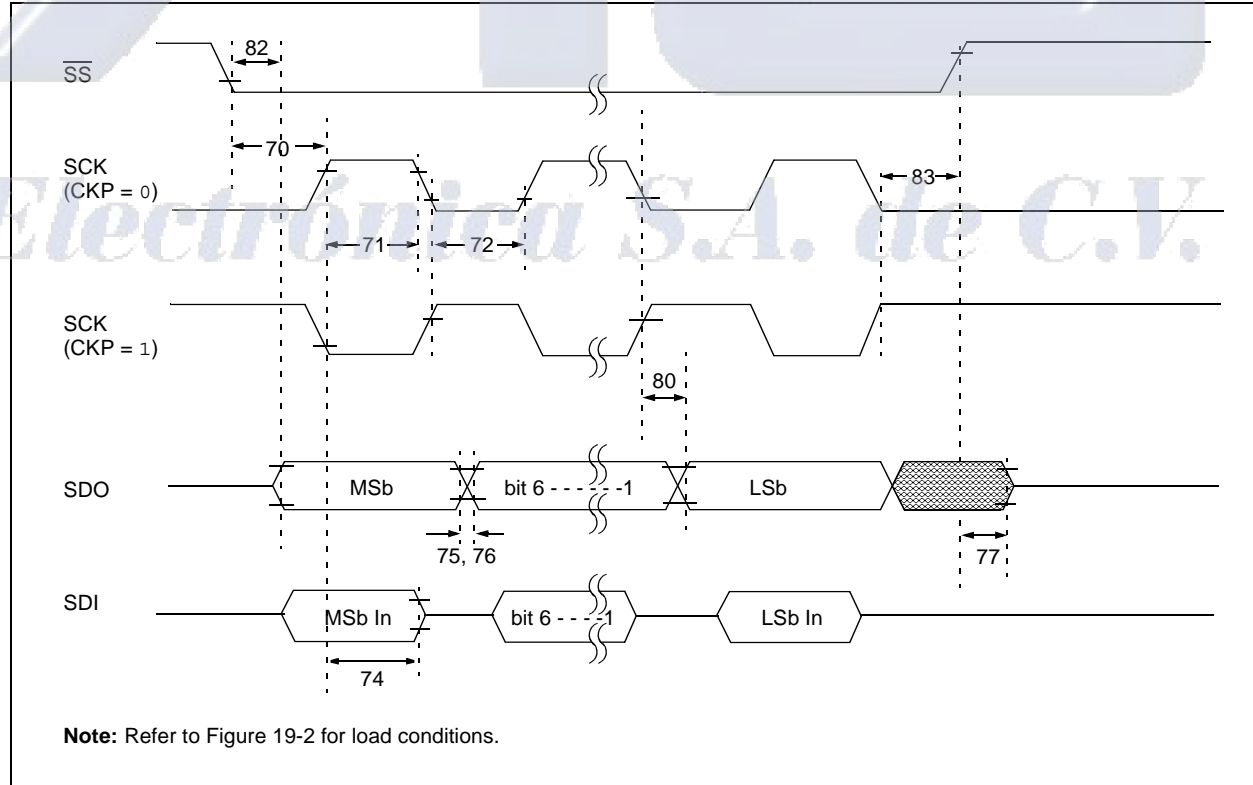 82
SS
70
SCK
(CKP = 0)
83
Electrónica S.A. de C.V.
71
72
SCK
(CKP = 1)
80
SDO
MSb
bit 6 - - - - - -1
LSb
75, 76
77
SDI
MSb In
bit 6 - - - -1
LSb In
74
Note: Refer to Figure 19-2 for load conditions.